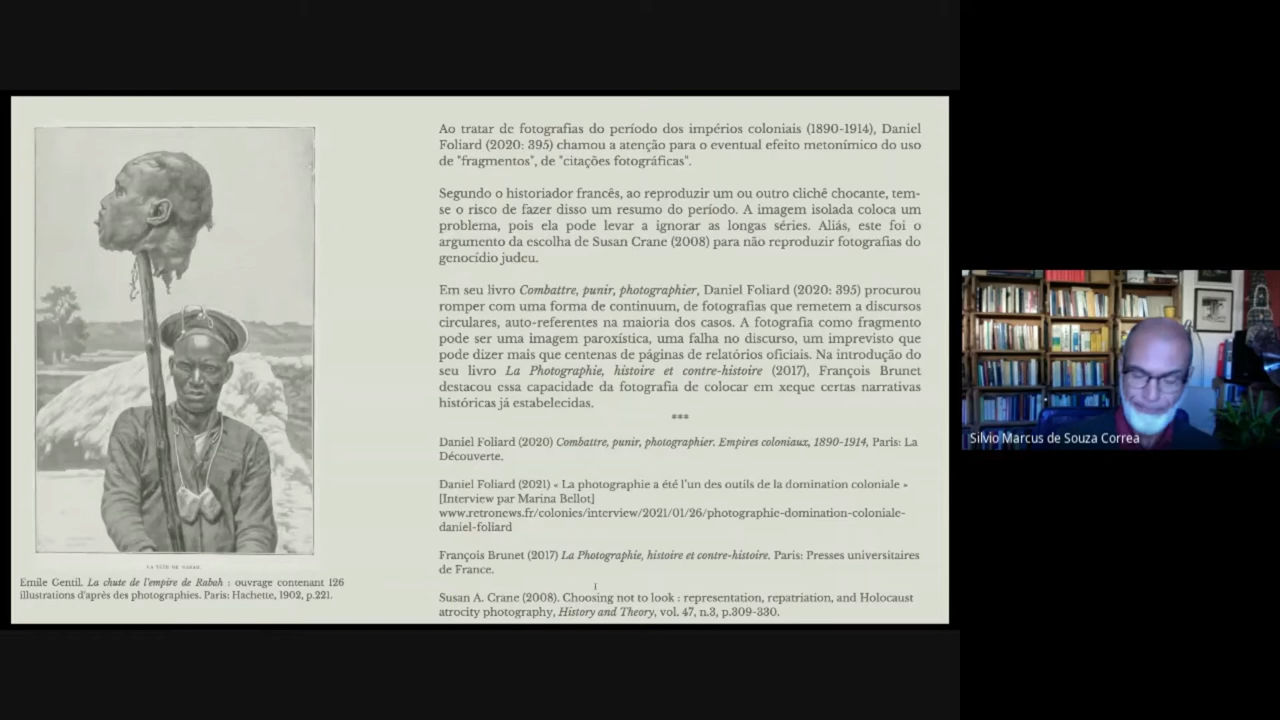 Ao tratar de fotografias do período dos impérios coloniais (1890-1914), Daniel
Foliard (2020: 395) chamou a atenção para o eventual efeito metonímico do uso
de "fragmentos", de "citações fotográficas".
Segundo o historiador francês, ao reproduzir um ou outro clichê chocante, tem-
se o risco de fazer disso um resumo do período. A imagem isolada coloca um
problema, pois ela pode levar a ignorar as longas séries. Aliás, este foi o
argumento da escolha de Susan Crane (2008) para não reproduzir fotografias do
genocídio judeu.
Em seu livro Combattre, punir, photographier, Daniel Foliard (2020: 395) procurou
romper com uma forma de continuum, de fotografias que remetem a discursos
circulares, auto-referentes na maioria dos casos. A fotografia como fragmento
pode ser uma imagem paroxística, uma falha no discurso, um imprevisto que
pode dizer mais que centenas de páginas de relatórios oficiais. Na introdução do
seu livro La Photographie, histoire et contre-histoire (2017), François Brunet
destacou essa capacidade da fotografia de colocar em xeque certas narrativas
históricas já estabelecidas.
***
Daniel Foliard (2020) Combattre, punir, photographier. Empires coloniaux, 1890-1914, Paris: La
Découverte.
Daniel Foliard (2021) « La photographie a été l'un des outils de la domination coloniale »
[Interview par Marina Bellot]
www.retronews.fr/colonies/interview/2021/01/26/photographie-domination-coloniale-
daniel-foliard
François Brunet (2017) La Photographie, histoire et contre-histoire. Paris: Presses universitaires
de France.
Susan A. Crane (2008). Choosing not to look : representation, repatriation, and Holocaust
atrocity photography, History and Theory, vol. 47, n.3, p.309-330.
LA TÊTE DE RABAH.
Emile Gentil. La chute de l'empire de Rabah : ouvrage contenant 126
illustrations d'après des photographies. Paris: Hachette, 1902, p.221.
Silvio Marcus de Souza Correa